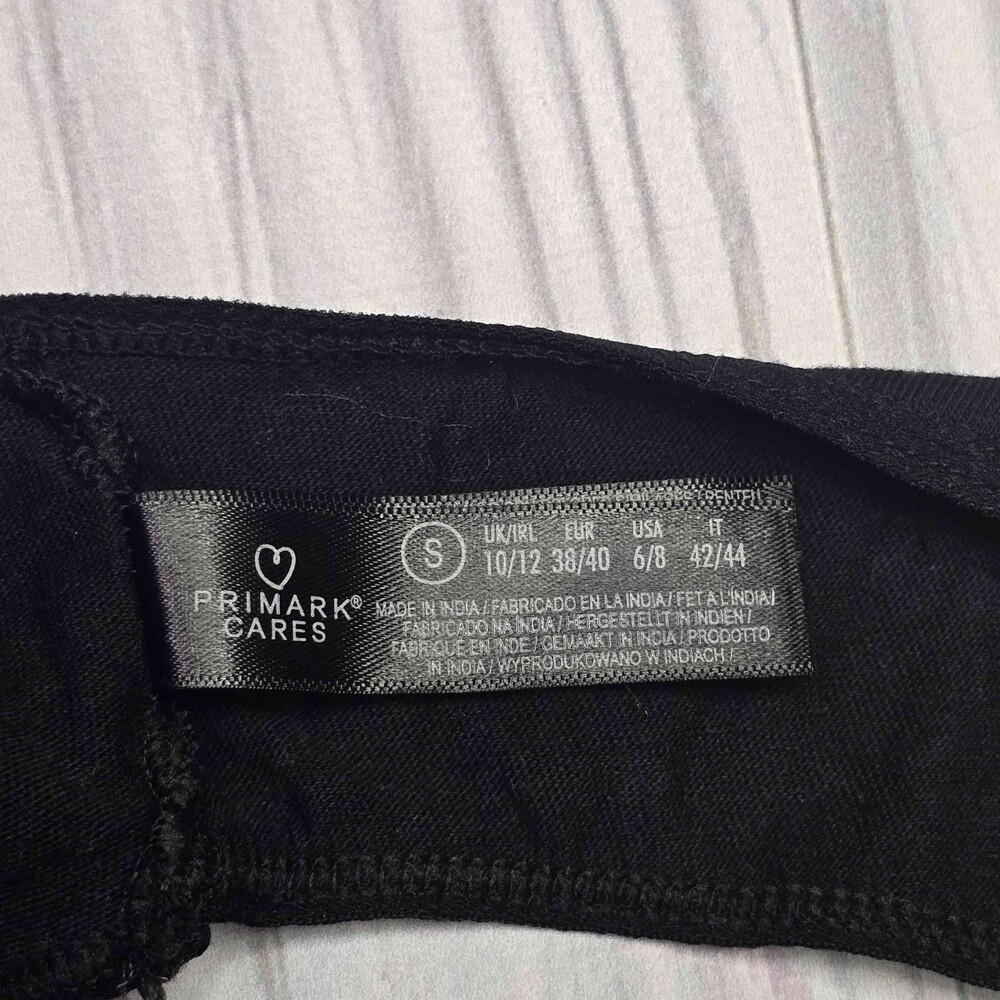 PRIMARK®
CARES
S
UK/IRL EUR USA IT
10/12 38/40 6/8 42/44
MADE IN INDIA / FABRICADO EN LA INDIA / FET A L'INDIA /
FABRICADO NA ÍNDIA / HERGESTELLT IN INDIEN /
FABRIQUÉ EN INDE / GEMAAKT IN INDIA / PRODOTTO
IN INDIA / WYPRODUKOWANO W INDIACH /